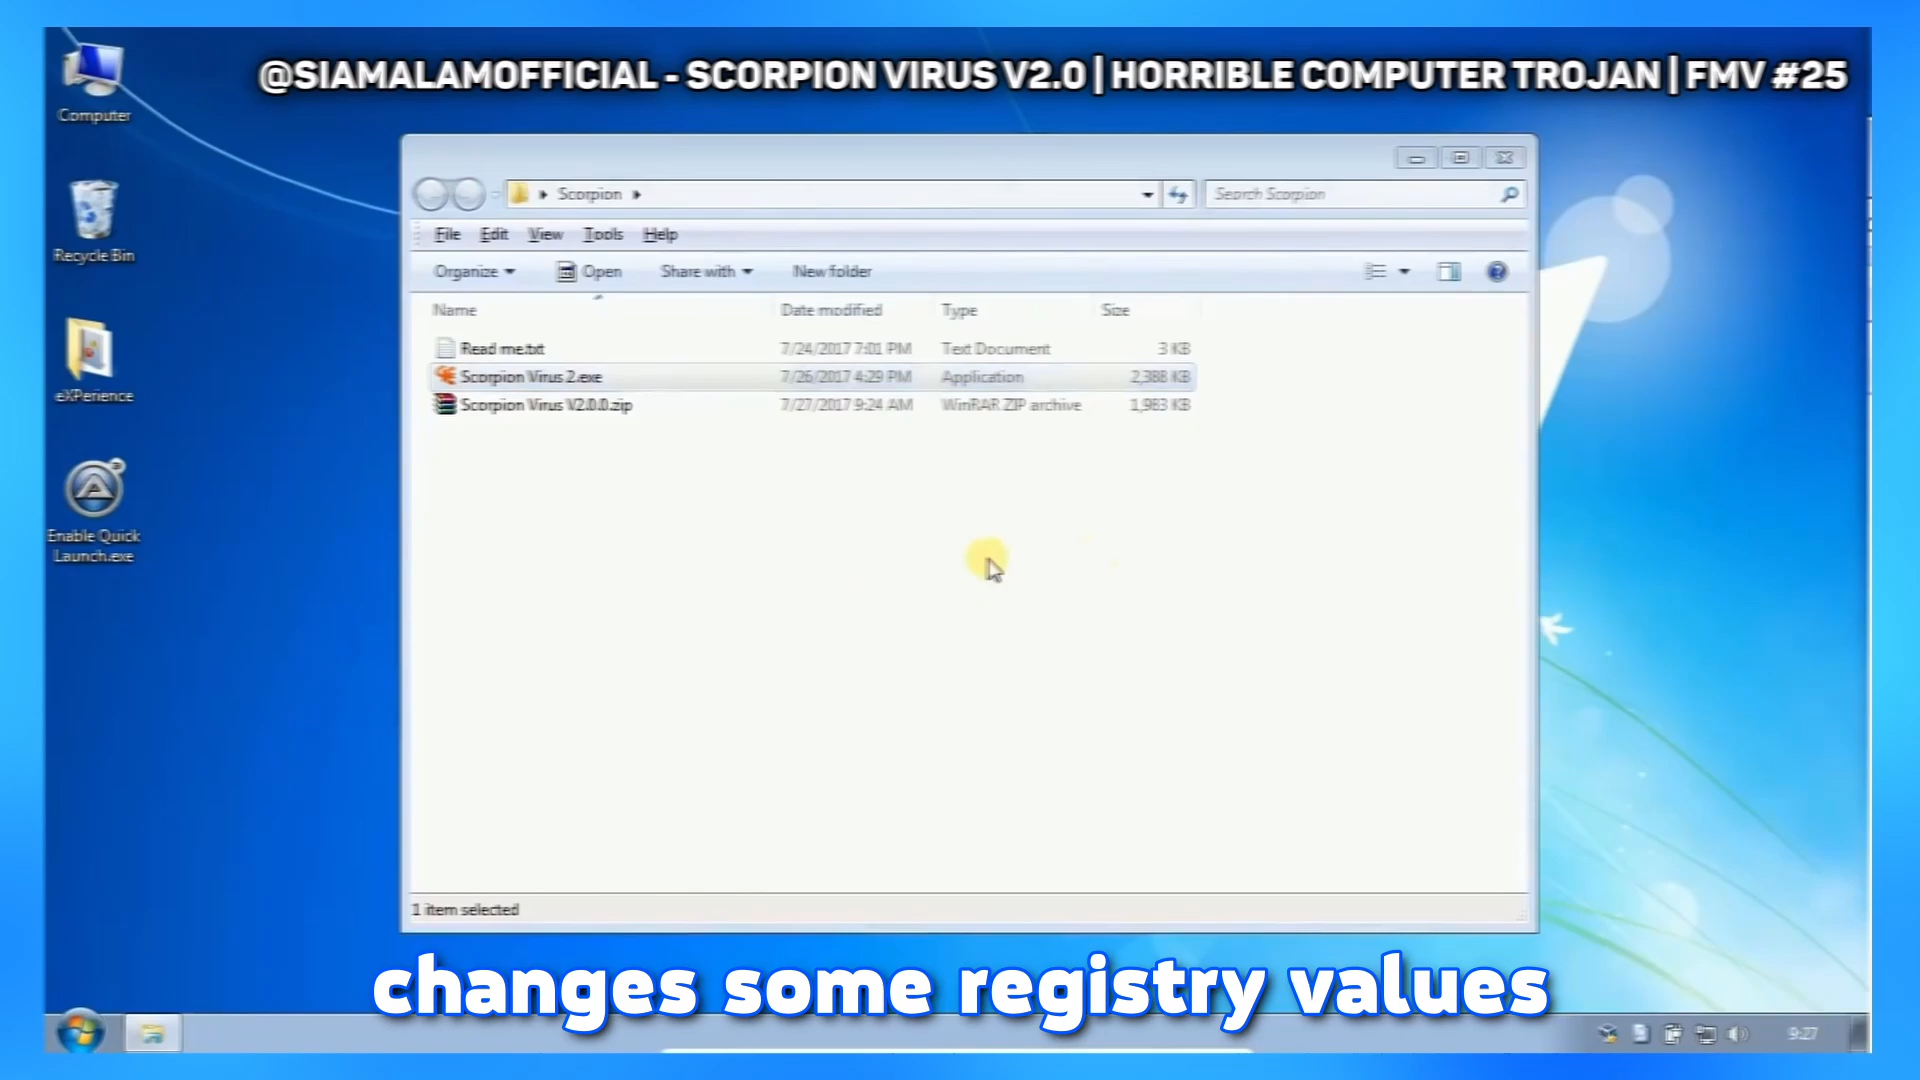 @SIAMALAMOFFICIAL - SCORPION VIRUS V2.0 | HORRIBLE COMPUTER TROJAN | FMV #25
Computer
Recycle Bin
eXPerience
Enable Quick
Launch.exe
Scorpion
Search Scorpion
File Edit View Tools Help
Organize Open Share with New folder
Name Date modified Type Size
Read me.txt 7/24/2017 7:01 PM Text Document 3 KB
Scorpion Virus 2.exe 7/26/2017 4:29 PM Application 2,388 KB
Scorpion Virus V2.0.0.zip 7/27/2017 9:24 AM WinRAR ZIP archive 1,983 KB
1 item selected
changes some registry values
9:27